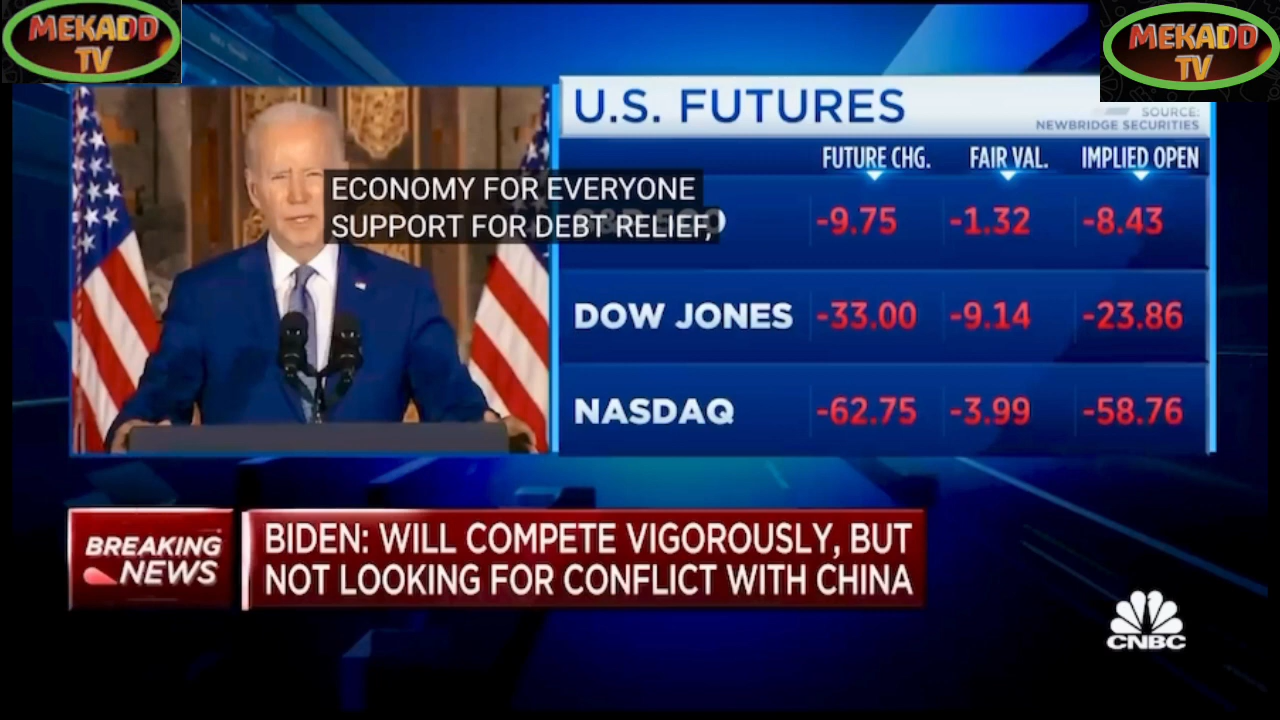 MEKADD
TV
MEKADD
TV
U.S. FUTURES
SOURCE:
NEWBRIDGE SECURITIES
FUTURE CHG. FAIR VAL. IMPLIED OPEN
ECONOMY FOR EVERYONE
SUPPORT FOR DEBT RELIEF,
-9.75 -1.32 -8.43
DOW JONES -33.00 -9.14 -23.86
NASDAQ -62.75 -3.99 -58.76
BREAKING
NEWS
BIDEN: WILL COMPETE VIGOROUSLY, BUT
NOT LOOKING FOR CONFLICT WITH CHINA
CNBC